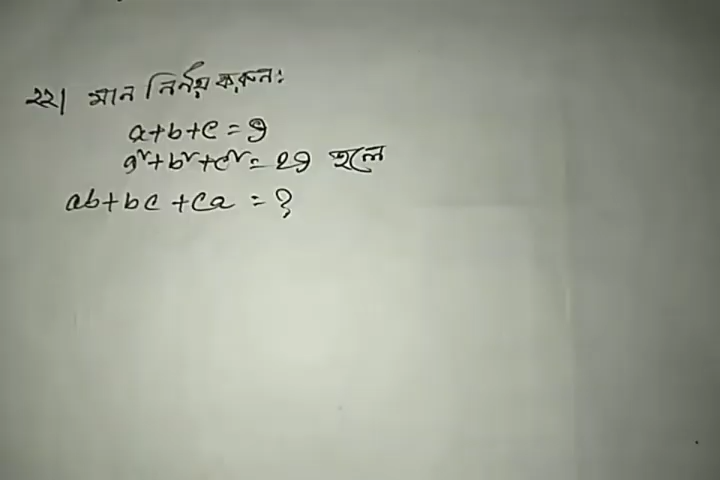 ২২। মান নির্ণয় করুন:
a+b+c = 9
a²+b²+c² = 29 হলে
ab+bc+ca = ?